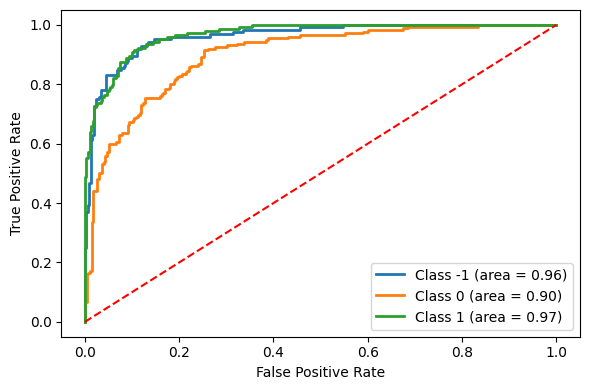 1.0
0.8
0.6
0.4
0.2
0.0
True Positive Rate
Class -1 (area = 0.96)
Class 0 (area = 0.90)
Class 1 (area = 0.97)
0.0 0.2 0.4 0.6 0.8 1.0
False Positive Rate